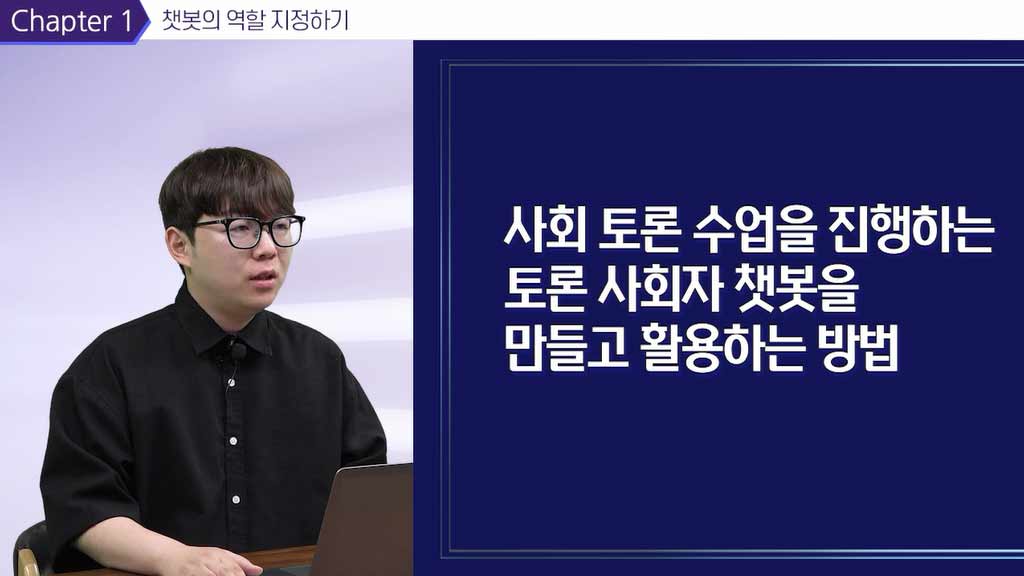 Chapter 1 챗봇의 역할 지정하기
사회 토론 수업을 진행하는
토론 사회자 챗봇을
만들고 활용하는 방법